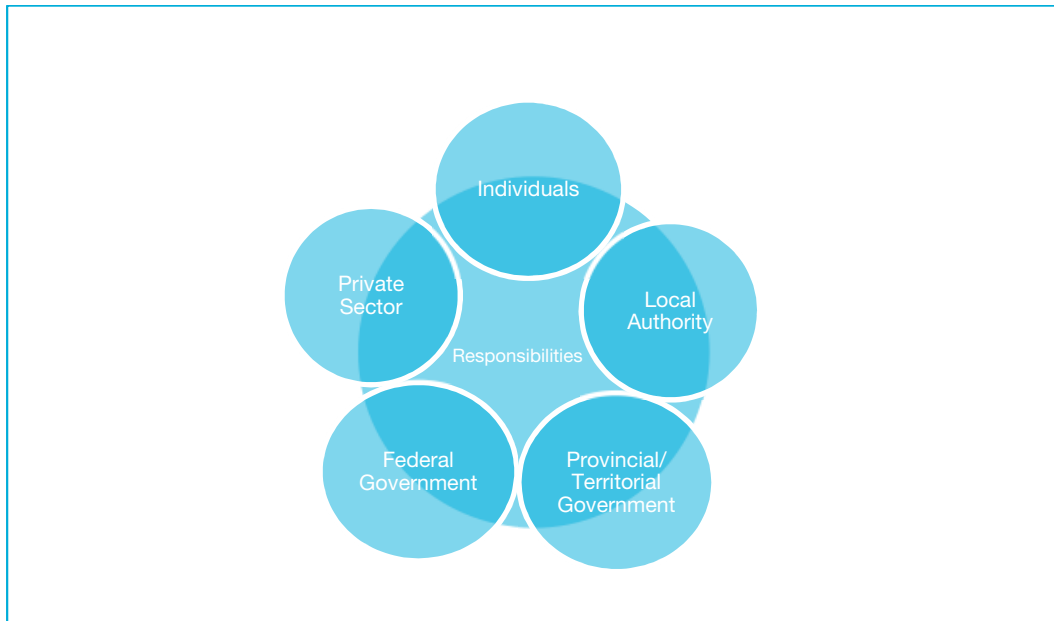 Individuals
Private
Sector
Local
Authority
Responsibilities
Federal
Government
Provincial/
Territorial
Government